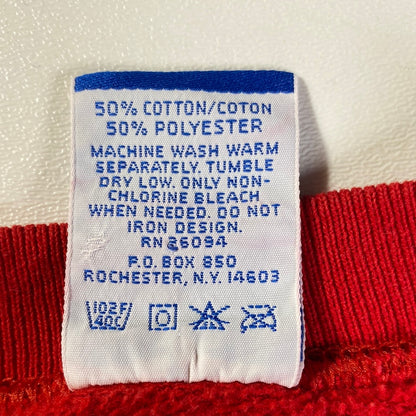 50% COTTON/COTON
50% POLYESTER
MACHINE WASH WARM
SEPARATELY. TUMBLE
DRY LOW. ONLY NON-
CHLORINE BLEACH
WHEN NEEDED. DO NOT
IRON DESIGN.
RN 26094
P.O. BOX 850
ROCHESTER, N.Y. 14603
102F
40C